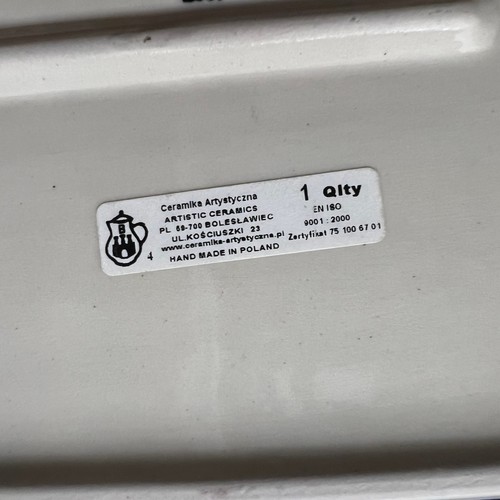 Ceramika Artystyczna
ARTISTIC CERAMICS
PL 59-700 BOLESŁAWIEC
UL.KOŚCIUSZKI 23
www.ceramika-artystyczna.pl
HAND MADE IN POLAND
B
4
1 Qlty
EN ISO
9001 : 2000
Zertyfikat 75 100 67 01